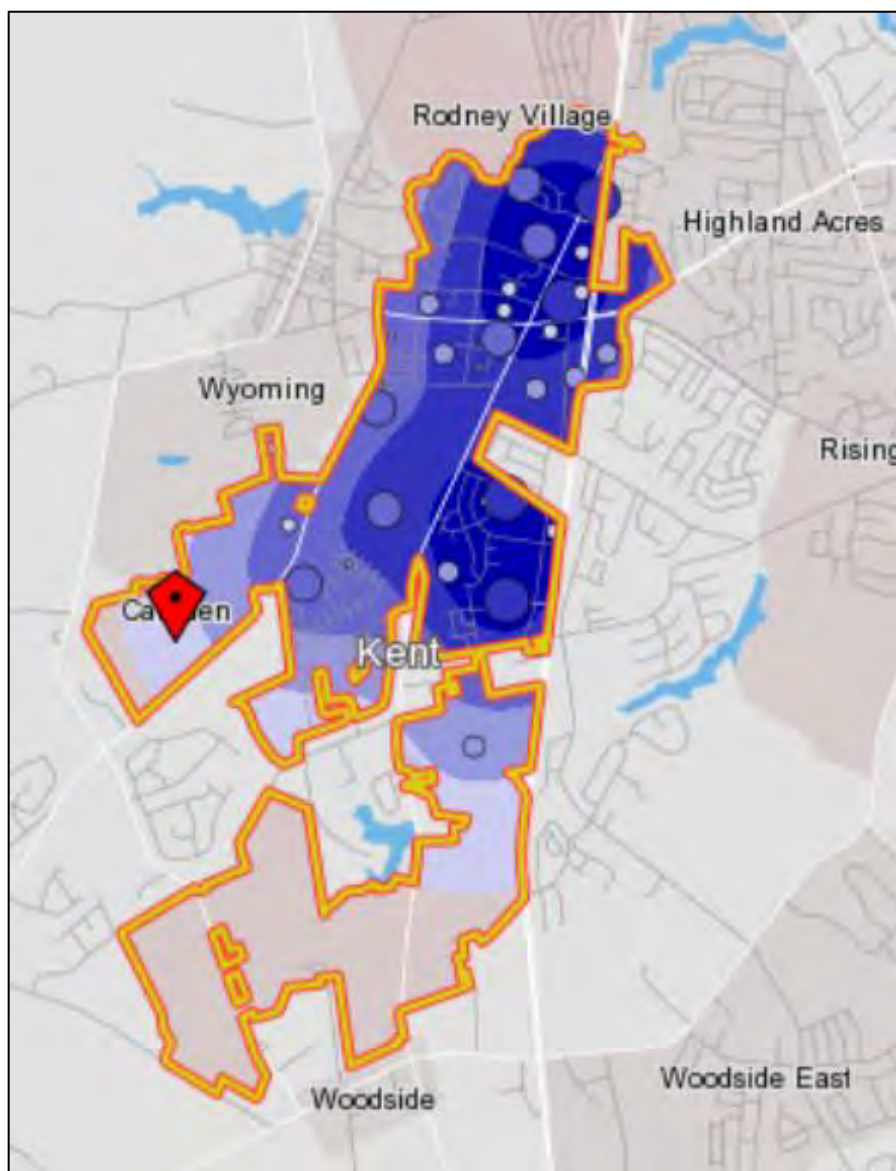 Rodney Village
Highland Acres
Wyoming
Rising
Kent
Woodside East
Woodside